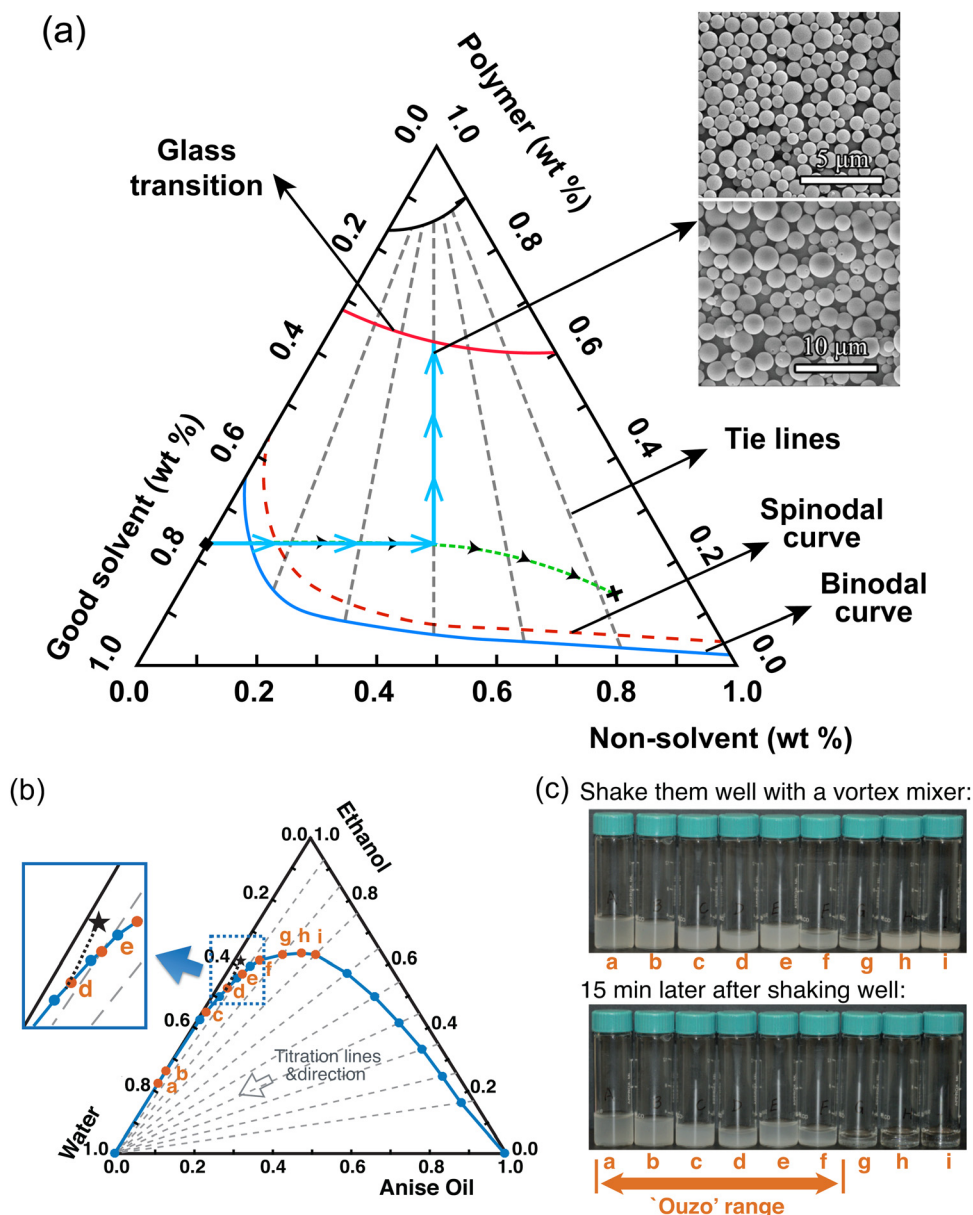 (a)
Polymer (wt %)
0.0 1.0
Glass
transition
5 μm
0.2
0.8
10 μm
0.4
0.6
0.6
0.4
Tie lines
Good solvent (wt %)
0.8
0.2
Spinodal
curve
Binodal
curve
1.0
0.0
0.0 0.2 0.4 0.6 0.8 1.0
Non-solvent (wt %)
(b)
Ethanol
0.0 1.0
0.2
0.8
0.4
g h i
f
0.6
e
d
c
e
d
0.6
0.4
Titration lines
&direction
b
a
0.8
0.2
Water
1.0
0.0
0.0 0.2 0.4 0.6 0.8 1.0
Anise Oil
(c) Shake them well with a vortex mixer:
a b c d e f g h i
15 min later after shaking well:
a b c d e f g h i
`Ouzo' range